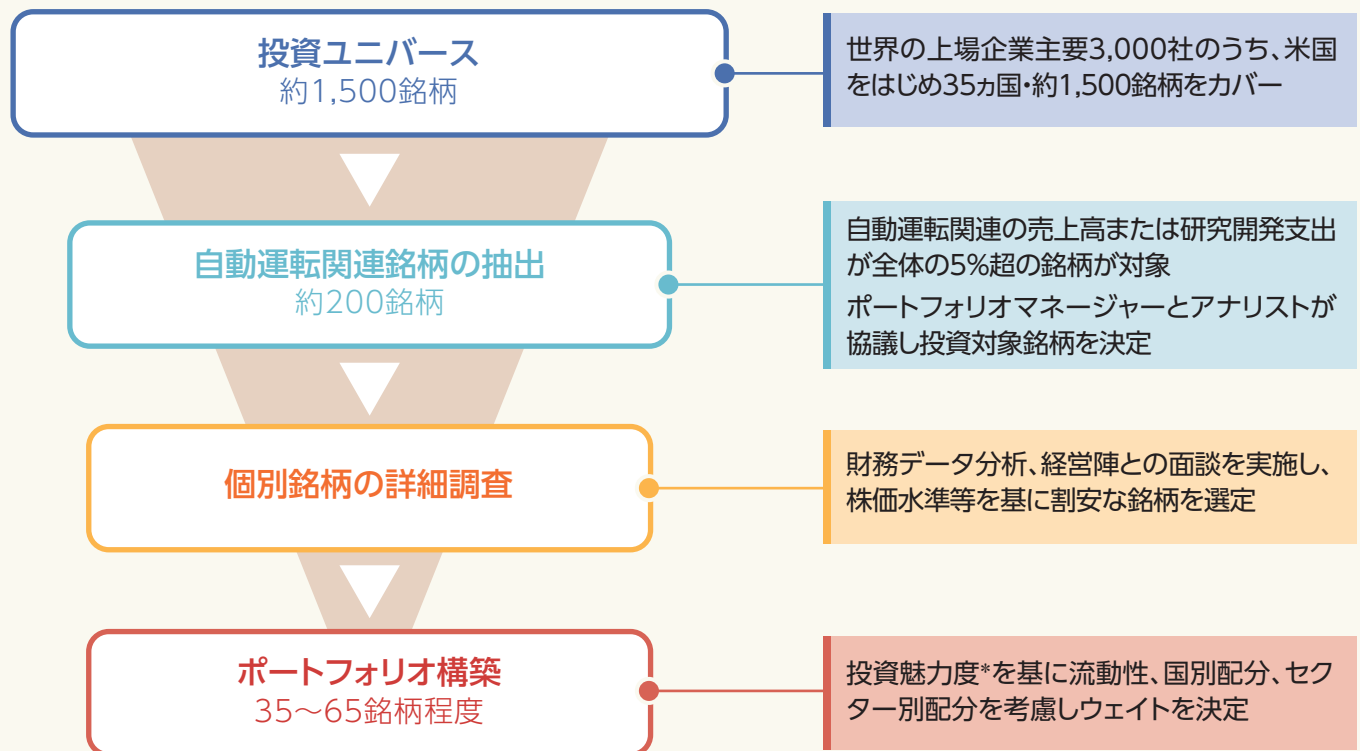 投資ユニバース
約1,500銘柄
世界の上場企業主要3,000社のうち、米国
をはじめ35ヵ国・約1,500銘柄をカバー
自動運転関連銘柄の抽出
約200銘柄
自動運転関連の売上高または研究開発支出
が全体の5%超の銘柄が対象
ポートフォリオマネージャーとアナリストが
協議し投資対象銘柄を決定
個別銘柄の詳細調査
財務データ分析、経営陣との面談を実施し、
株価水準等を基に割安な銘柄を選定
ポートフォリオ構築
35～65銘柄程度
投資魅力度*を基に流動性、国別配分、セク
ター別配分を考慮しウェイトを決定